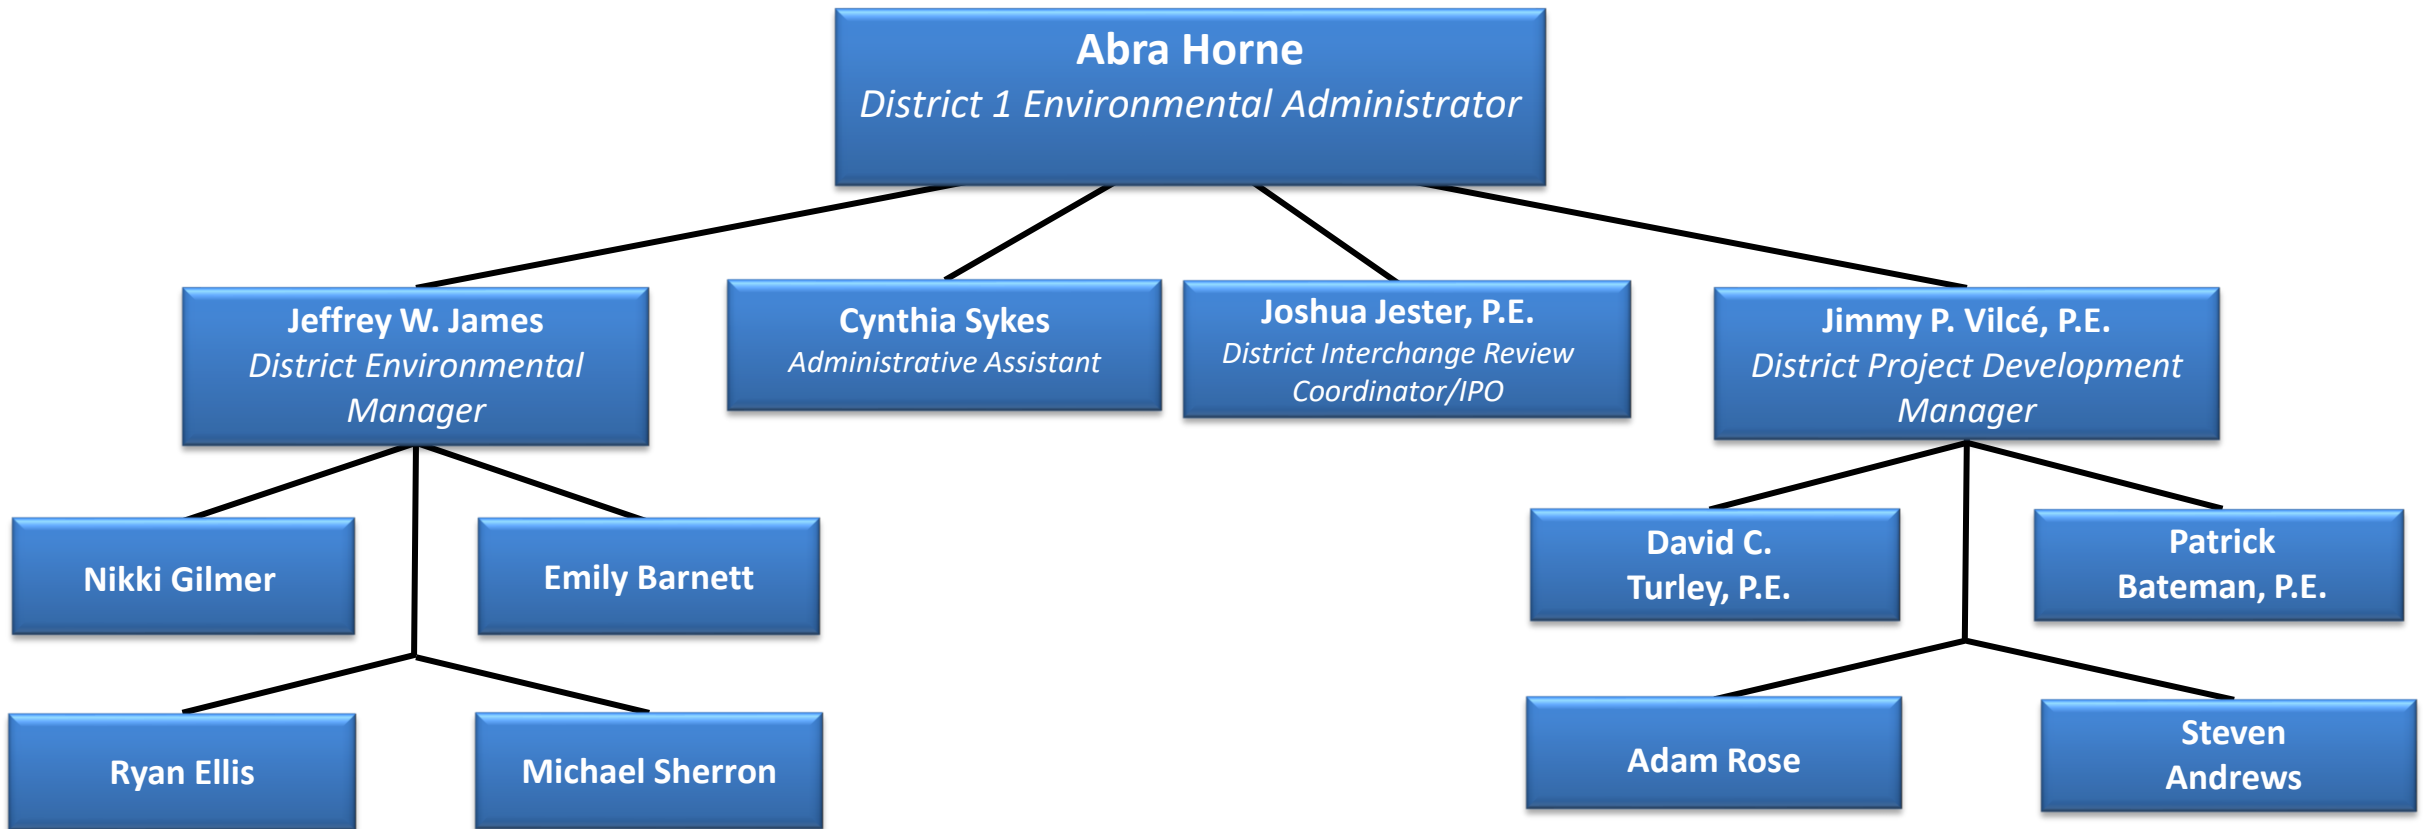 Abra Horne
District 1 Environmental Administrator
Jeffrey W. James
District Environmental
Manager
Cynthia Sykes
Administrative Assistant
Joshua Jester, P.E.
District Interchange Review
Coordinator/IPO
Jimmy P. Vilcé, P.E.
District Project Development
Manager
Nikki Gilmer
Emily Barnett
David C.
Turley, P.E.
Patrick
Bateman, P.E.
Ryan Ellis
Michael Sherron
Adam Rose
Steven
Andrews